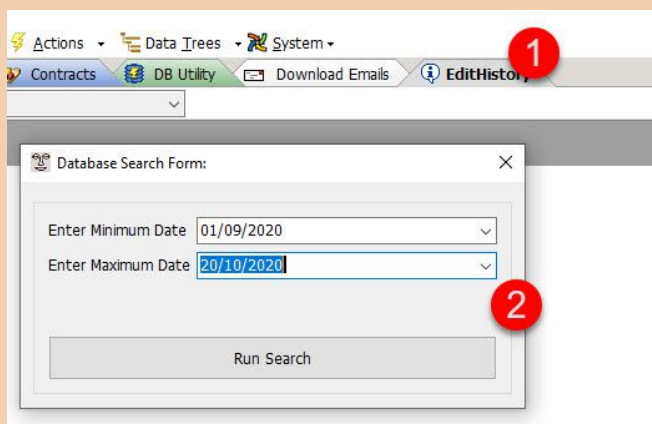 Actions Data Trees System
1
Contracts DB Utility Download Emails EditHistory
Database Search Form:
Enter Minimum Date 01/09/2020
Enter Maximum Date 20/10/2020
2
Run Search